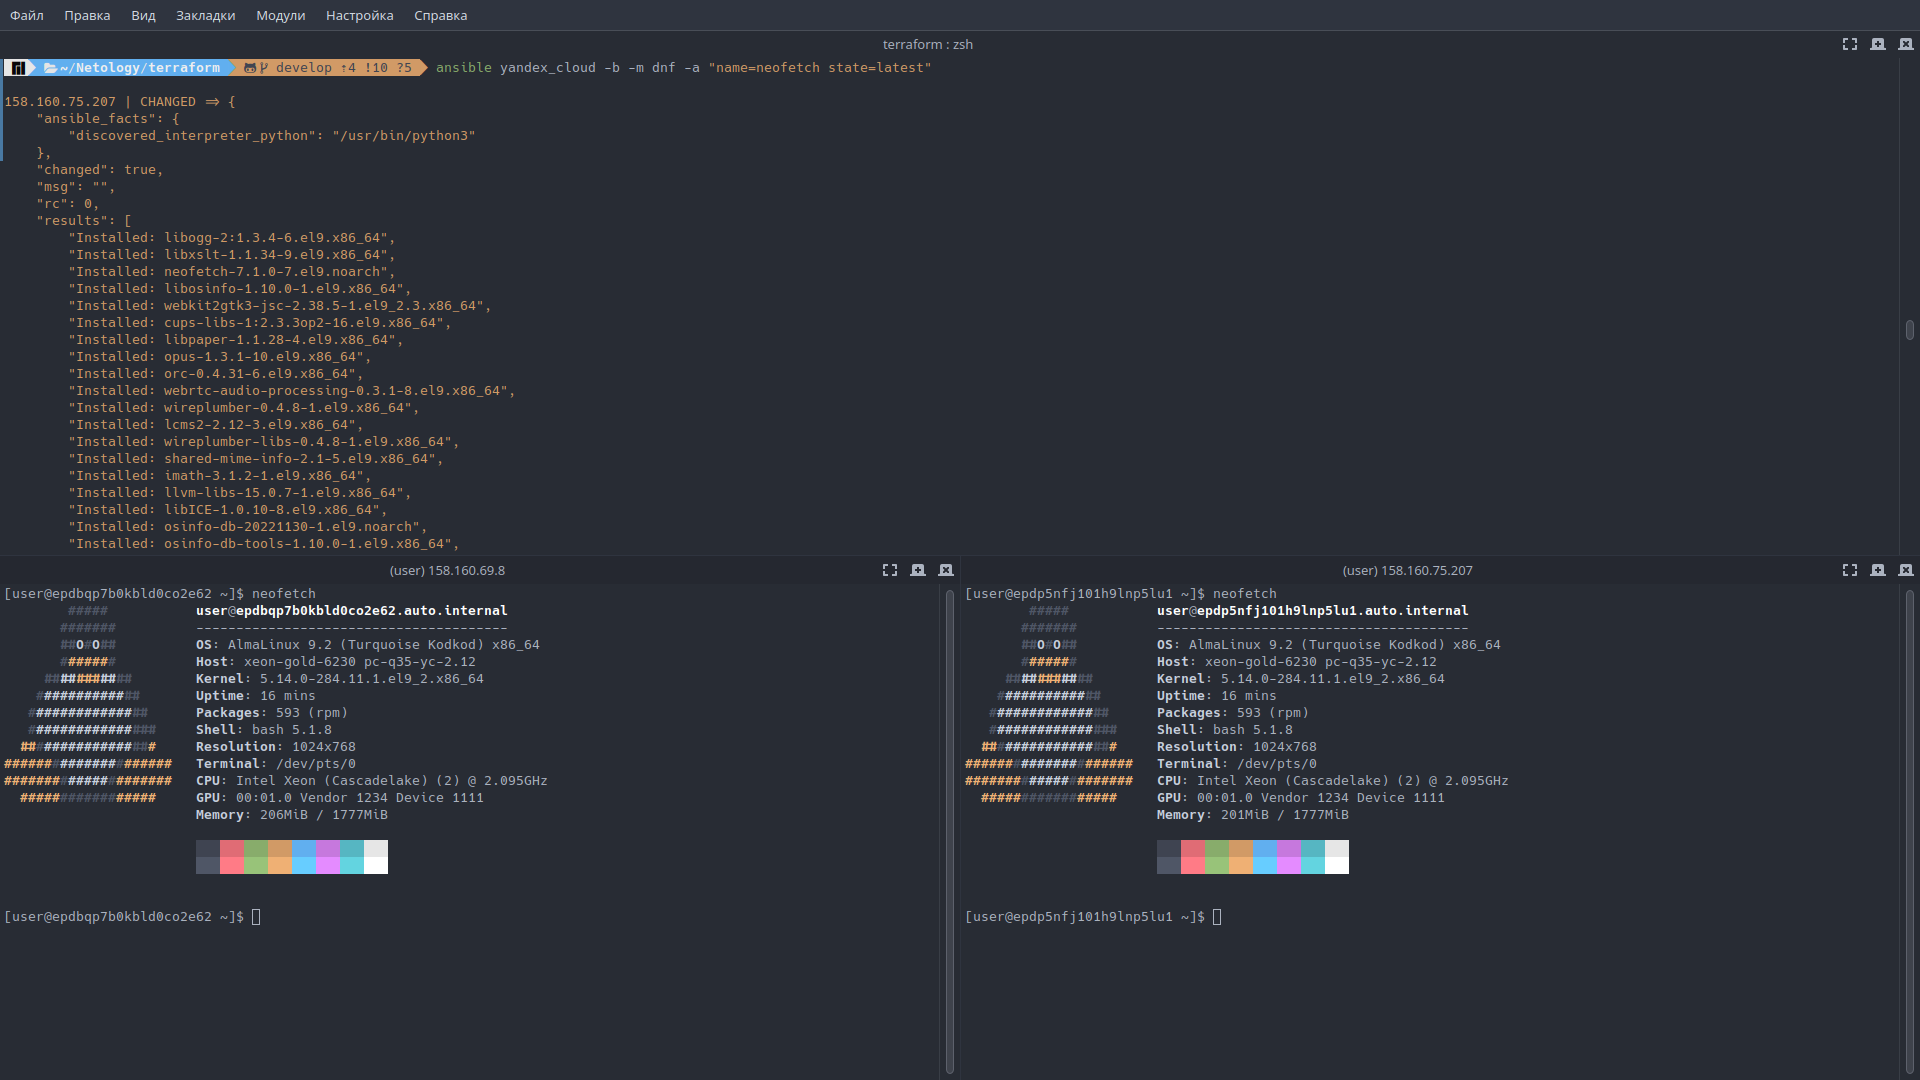 Файл Правка Вид Закладки Модули Настройка Справка
terraform : zsh
~/Netology/terraform develop ⇡4 !10 ?5 ansible yandex_cloud -b -m dnf -a "name=neofetch state=latest"
158.160.75.207 | CHANGED => {
"ansible_facts": {
"discovered_interpreter_python": "/usr/bin/python3"
},
"changed": true,
"msg": "",
"rc": 0,
"results": [
"Installed: libogg-2:1.3.4-6.el9.x86_64",
"Installed: libxslt-1.1.34-9.el9.x86_64",
"Installed: neofetch-7.1.0-7.el9.noarch",
"Installed: libosinfo-1.10.0-1.el9.x86_64",
"Installed: webkit2gtk3-jsc-2.38.5-1.el9_2.3.x86_64",
"Installed: cups-libs-1:2.3.3op2-16.el9.x86_64",
"Installed: libpaper-1.1.28-4.el9.x86_64",
"Installed: opus-1.3.1-10.el9.x86_64",
"Installed: orc-0.4.31-6.el9.x86_64",
"Installed: webrtc-audio-processing-0.3.1-8.el9.x86_64",
"Installed: wireplumber-0.4.8-1.el9.x86_64",
"Installed: lcms2-2.12-3.el9.x86_64",
"Installed: wireplumber-libs-0.4.8-1.el9.x86_64",
"Installed: shared-mime-info-2.1-5.el9.x86_64",
"Installed: imath-3.1.2-1.el9.x86_64",
"Installed: llvm-libs-15.0.7-1.el9.x86_64",
"Installed: libICE-1.0.10-8.el9.x86_64",
"Installed: osinfo-db-20221130-1.el9.noarch",
"Installed: osinfo-db-tools-1.10.0-1.el9.x86_64",
(user) 158.160.69.8
[user@epdbqp7b0kbld0co2e62 ~]$ neofetch
##### user@epdbqp7b0kbld0co2e62.auto.internal
####### ---------------------------------------
##O#O## OS: AlmaLinux 9.2 (Turquoise Kodkod) x86_64
####### Host: xeon-gold-6230 pc-q35-yc-2.12
########### Kernel: 5.14.0-284.11.1.el9_2.x86_64
############# Uptime: 16 mins
############### Packages: 593 (rpm)
################ Shell: bash 5.1.8
################# Resolution: 1024x768
##################### Terminal: /dev/pts/0
##################### CPU: Intel Xeon (Cascadelake) (2) @ 2.095GHz
################# GPU: 00:01.0 Vendor 1234 Device 1111
Memory: 206MiB / 1777MiB
[user@epdbqp7b0kbld0co2e62 ~]$
(user) 158.160.75.207
[user@epdp5nfj101h9lnp5lu1 ~]$ neofetch
##### user@epdp5nfj101h9lnp5lu1.auto.internal
####### ---------------------------------------
##O#O## OS: AlmaLinux 9.2 (Turquoise Kodkod) x86_64
####### Host: xeon-gold-6230 pc-q35-yc-2.12
########### Kernel: 5.14.0-284.11.1.el9_2.x86_64
############# Uptime: 16 mins
############### Packages: 593 (rpm)
################ Shell: bash 5.1.8
################# Resolution: 1024x768
##################### Terminal: /dev/pts/0
##################### CPU: Intel Xeon (Cascadelake) (2) @ 2.095GHz
################# GPU: 00:01.0 Vendor 1234 Device 1111
Memory: 201MiB / 1777MiB
[user@epdp5nfj101h9lnp5lu1 ~]$